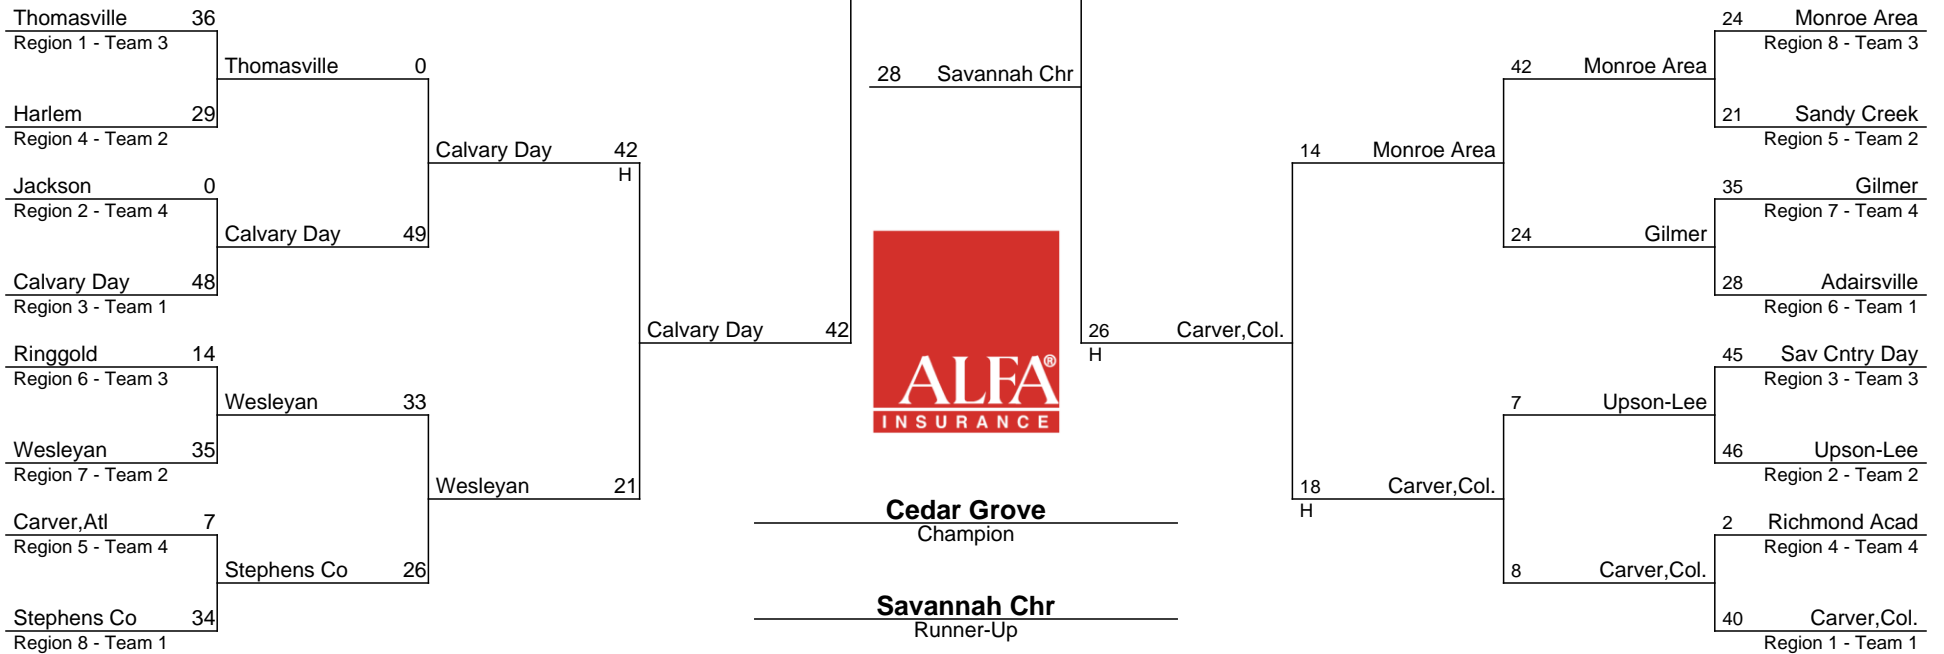 Thomasville 36
Region 1 - Team 3
Harlem 29
Region 4 - Team 2
Jackson 0
Region 2 - Team 4
Calvary Day 48
Region 3 - Team 1
Ringgold 14
Region 6 - Team 3
Wesleyan 35
Region 7 - Team 2
Carver,Atl 7
Region 5 - Team 4
Stephens Co 34
Region 8 - Team 1
Thomasville 0
Calvary Day 49
Wesleyan 33
Stephens Co 26
Calvary Day 42
H
Wesleyan 21
Calvary Day 42
28 Savannah Chr
ALFA®
INSURANCE
Cedar Grove
Champion
Savannah Chr
Runner-Up
26 Carver,Col.
H
14 Monroe Area
18 Carver,Col.
H
42 Monroe Area
24 Gilmer
7 Upson-Lee
8 Carver,Col.
24 Monroe Area
Region 8 - Team 3
21 Sandy Creek
Region 5 - Team 2
35 Gilmer
Region 7 - Team 4
28 Adairsville
Region 6 - Team 1
45 Sav Cntry Day
Region 3 - Team 3
46 Upson-Lee
Region 2 - Team 2
2 Richmond Acad
Region 4 - Team 4
40 Carver,Col.
Region 1 - Team 1